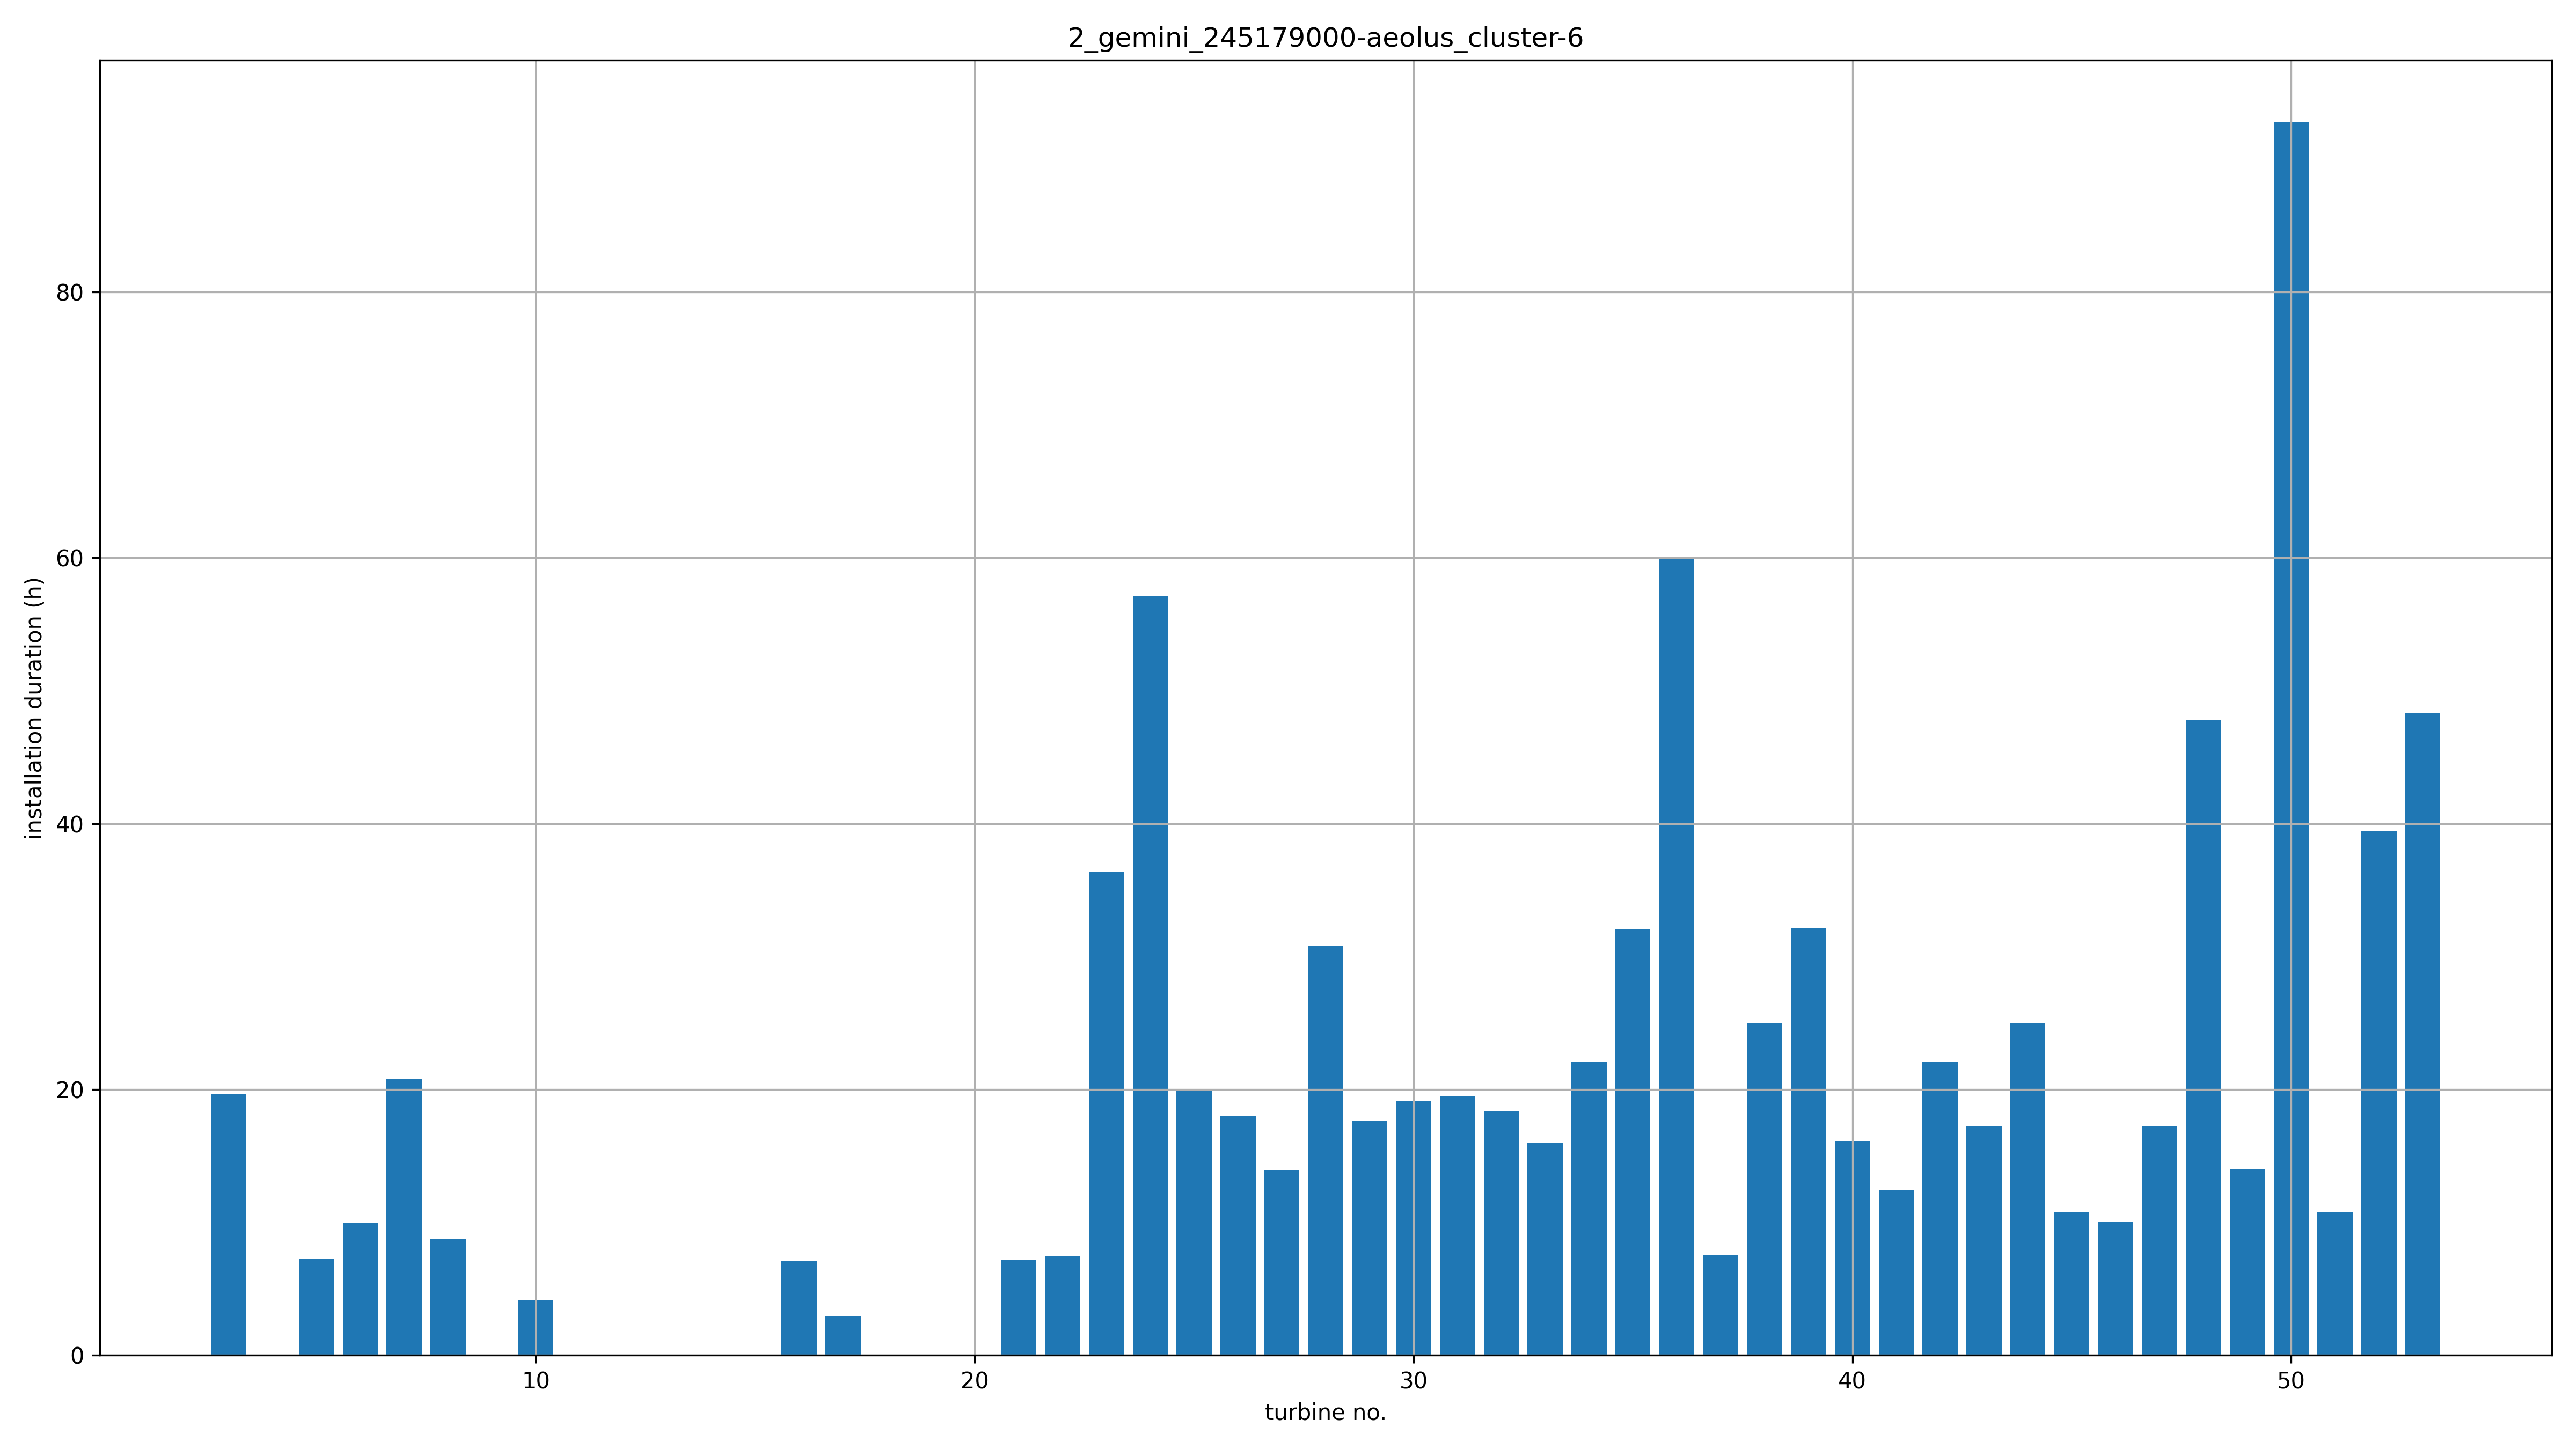 2_gemini_245179000-aeolus_cluster-6
installation duration (h)
80
60
40
20
0
10 20 30 40 50
turbine no.